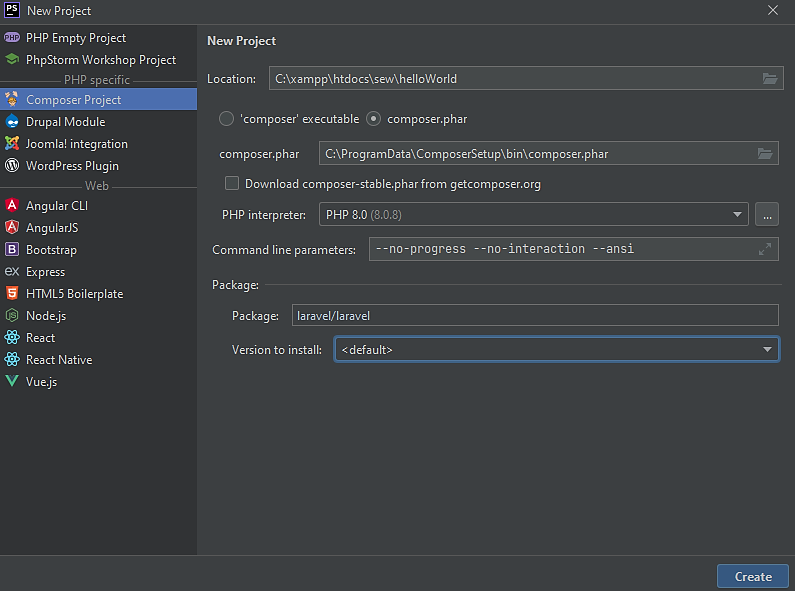 PS New Project
PHP PHP Empty Project
PhpStorm Workshop Project
PHP specific
Composer Project
Drupal Module
Joomla! integration
WordPress Plugin
Web
Angular CLI
AngularJS
B Bootstrap
ex Express
HTML5 Boilerplate
Node.js
React
React Native
Vue.js
New Project
Location: C:\xampp\htdocs\sew\helloWorld
'composer' executable composer.phar
composer.phar C:\ProgramData\ComposerSetup\bin\composer.phar
Download composer-stable.phar from getcomposer.org
PHP interpreter: PHP 8.0 (8.0.8) ...
Command line parameters: --no-progress --no-interaction --ansi
Package:
Package: laravel/laravel
Version to install: <default>
Create